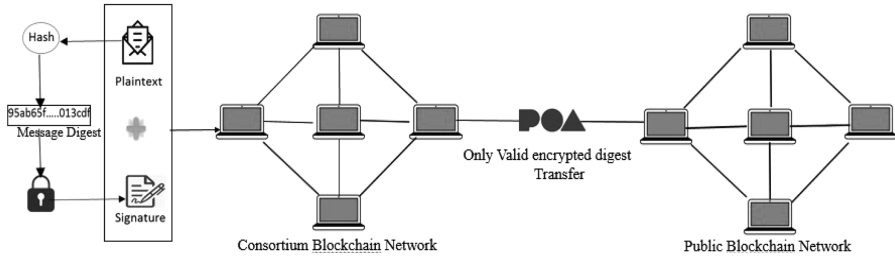 Hash
Plaintext
95ab65f.....013cdf
Message Digest
Signature
POA
Only Valid encrypted digest
Transfer
Consortium Blockchain Network
Public Blockchain Network